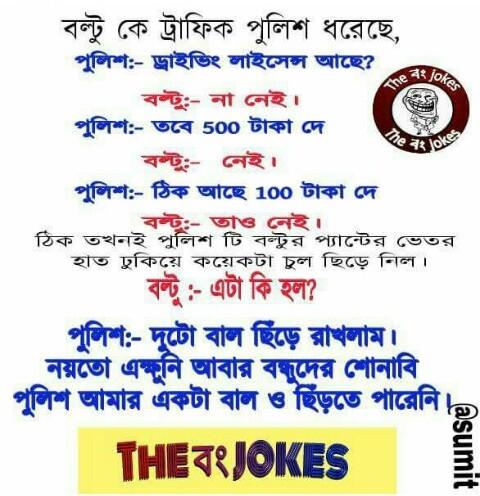 বল্টু কে ট্রাফিক পুলিশ ধরেছে,
পুলিশ:- ড্রাইভিং লাইসেন্স আছে?
বল্টু:- না নেই।
পুলিশ:- তবে 500 টাকা দে
বল্টু:- নেই।
পুলিশ:- ঠিক আছে 100 টাকা দে
বল্টু:- তাও নেই।
ঠিক তখনই পুলিশ টি বল্টুর প্যান্টের ভেতর
হাত ঢুকিয়ে কয়েকটা চুল ছিড়ে নিল।
বল্টু :- এটা কি হল?
পুলিশ:- দুটো বাল ছিঁড়ে রাখলাম।
নয়তো এক্ষুনি আবার বন্ধুদের শোনাবি
পুলিশ আমার একটা বাল ও ছিঁড়তে পারেনি।
The বং Jokes
The বং Jokes
@sumit
THE বং JOKES